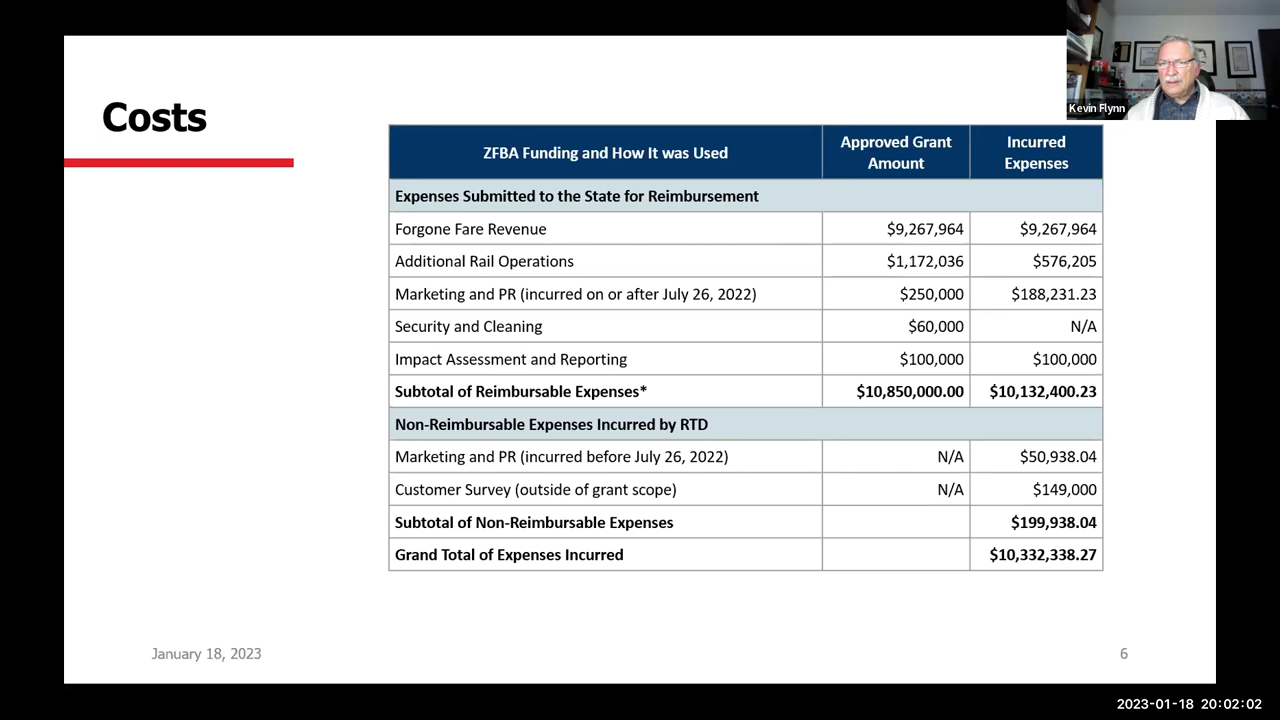 Costs
Kevin Flynn
ZFBA Funding and How It was Used
Approved Grant
Amount
Incurred
Expenses
Expenses Submitted to the State for Reimbursement
Forgone Fare Revenue $9,267,964 $9,267,964
Additional Rail Operations $1,172,036 $576,205
Marketing and PR (incurred on or after July 26, 2022) $250,000 $188,231.23
Security and Cleaning $60,000 N/A
Impact Assessment and Reporting $100,000 $100,000
Subtotal of Reimbursable Expenses* $10,850,000.00 $10,132,400.23
Non-Reimbursable Expenses Incurred by RTD
Marketing and PR (incurred before July 26, 2022) N/A $50,938.04
Customer Survey (outside of grant scope) N/A $149,000
Subtotal of Non-Reimbursable Expenses $199,938.04
Grand Total of Expenses Incurred $10,332,338.27
January 18, 2023 6
2023-01-18 20:02:02